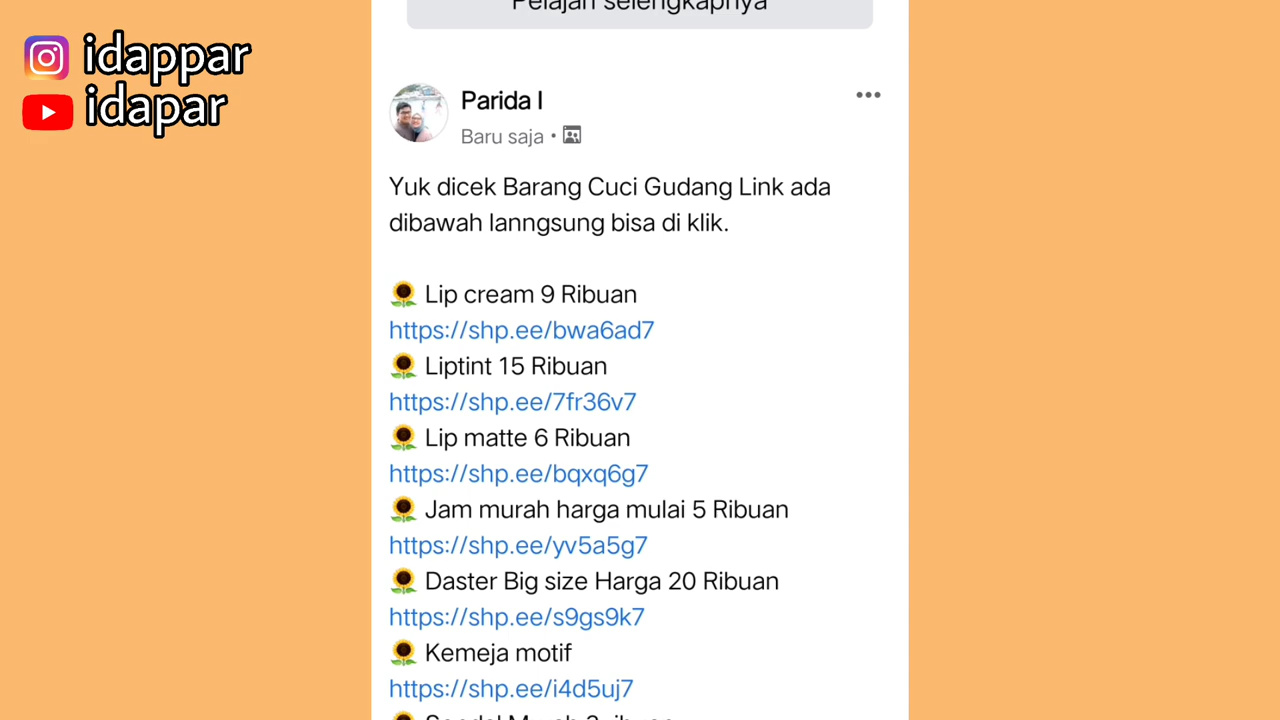 Pelajari selengkapnya
idappar
idapar
Parida I
Baru saja •
Yuk dicek Barang Cuci Gudang Link ada
dibawah lanngsung bisa di klik.
🌻 Lip cream 9 Ribuan
https://shp.ee/bwa6ad7
🌻 Liptint 15 Ribuan
https://shp.ee/7fr36v7
🌻 Lip matte 6 Ribuan
https://shp.ee/bqxq6g7
🌻 Jam murah harga mulai 5 Ribuan
https://shp.ee/yv5a5g7
🌻 Daster Big size Harga 20 Ribuan
https://shp.ee/s9gs9k7
🌻 Kemeja motif
https://shp.ee/i4d5uj7